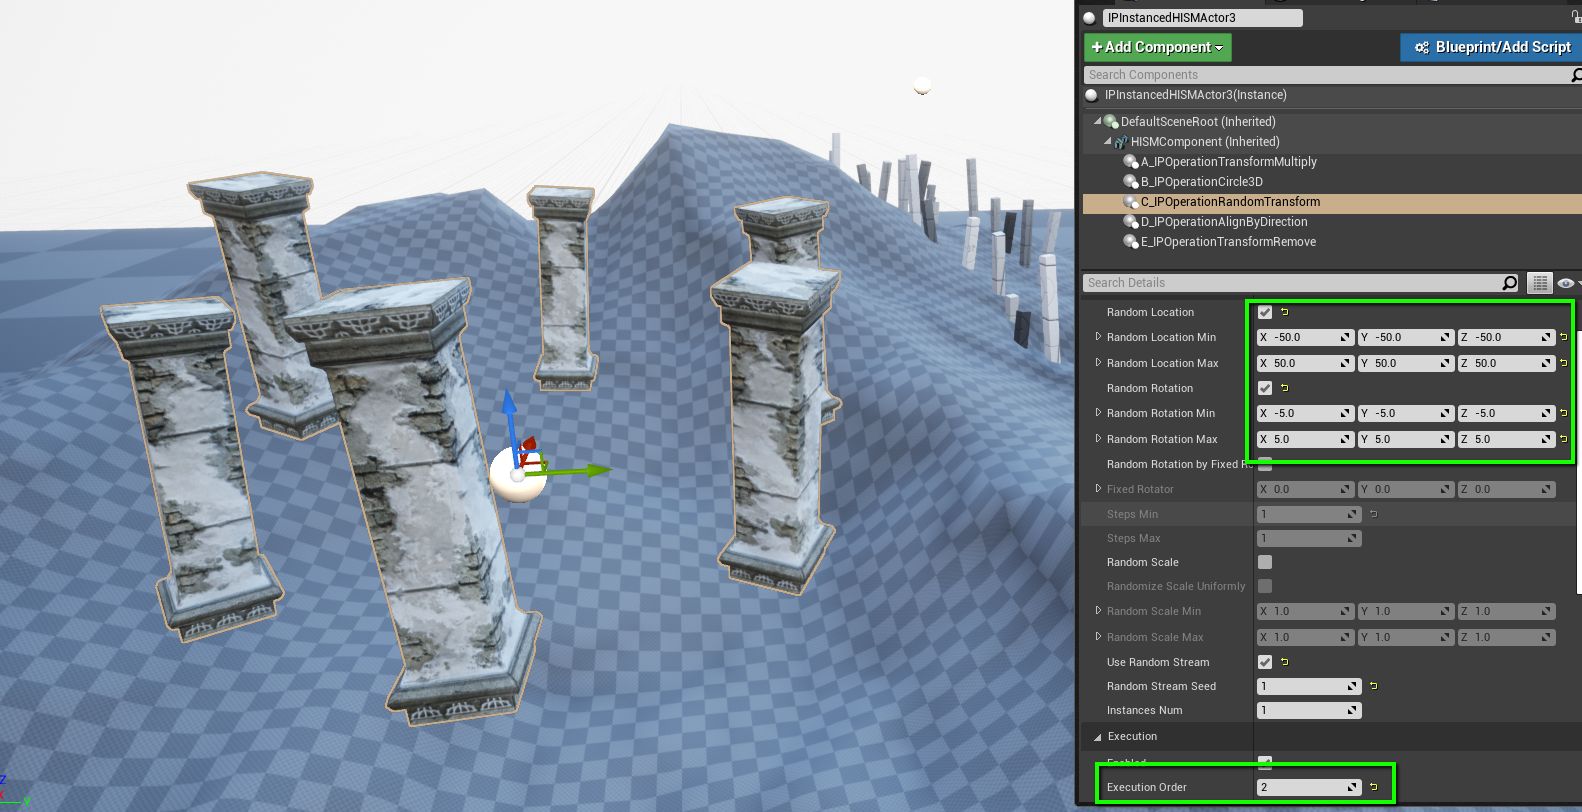 IPInstancedHISMActor3
+ Add Component
Blueprint/Add Script
Search Components
IPInstancedHISMActor3(Instance)
DefaultSceneRoot (Inherited)
HISMComponent (Inherited)
A_IPOperationTransformMultiply
B_IPOperationCircle3D
C_IPOperationRandomTransform
D_IPOperationAlignByDirection
E_IPOperationTransformRemove
Search Details
Random Location
Random Location Min X -50.0 Y -50.0 Z -50.0
Random Location Max X 50.0 Y 50.0 Z 50.0
Random Rotation
Random Rotation Min X -5.0 Y -5.0 Z -5.0
Random Rotation Max X 5.0 Y 5.0 Z 5.0
Random Rotation by Fixed Ro
Fixed Rotator X 0.0 Y 0.0 Z 0.0
Steps Min 1
Steps Max 1
Random Scale
Randomize Scale Uniformly
Random Scale Min X 1.0 Y 1.0 Z 1.0
Random Scale Max X 1.0 Y 1.0 Z 1.0
Use Random Stream
Random Stream Seed 1
Instances Num 1
Execution
Enabled
Execution Order 2
Z
X
Y